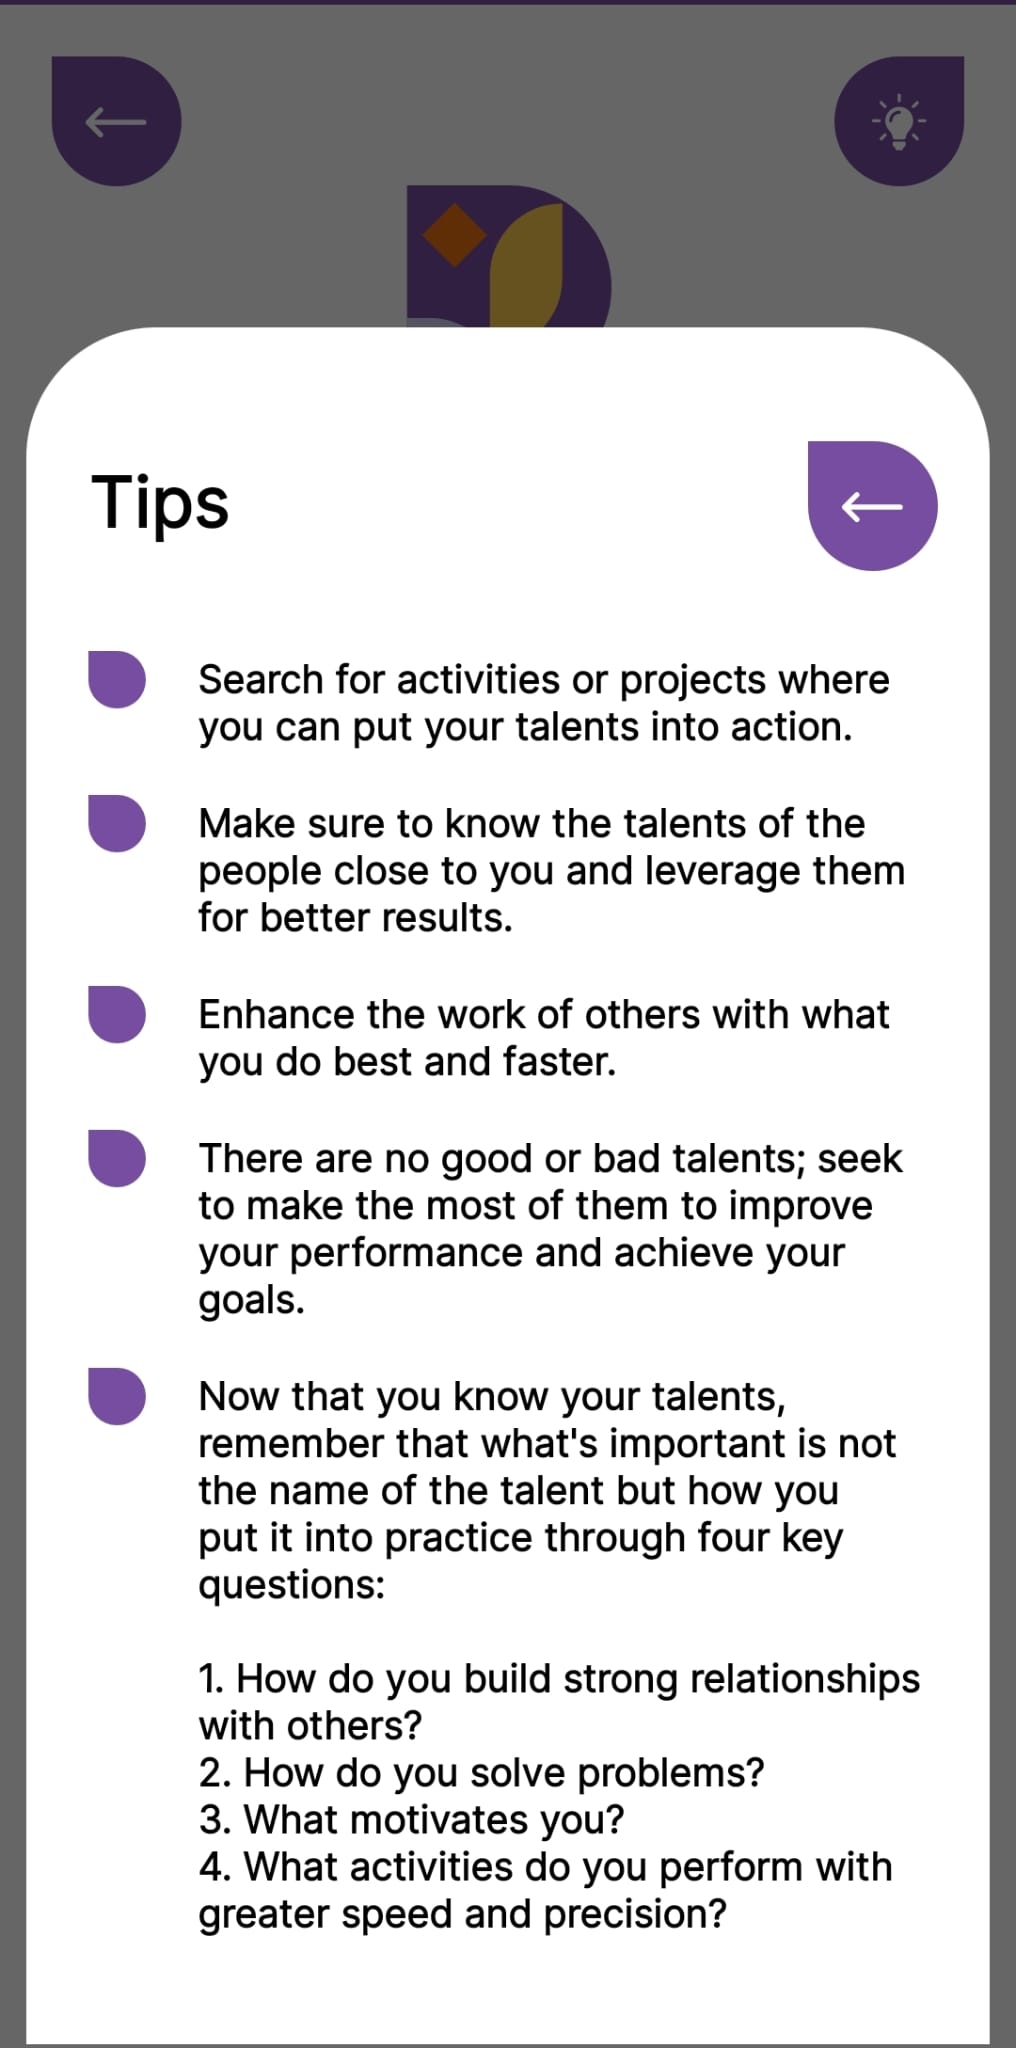 Tips
Search for activities or projects where
you can put your talents into action.
Make sure to know the talents of the
people close to you and leverage them
for better results.
Enhance the work of others with what
you do best and faster.
There are no good or bad talents; seek
to make the most of them to improve
your performance and achieve your
goals.
Now that you know your talents,
remember that what's important is not
the name of the talent but how you
put it into practice through four key
questions:
1. How do you build strong relationships
with others?
2. How do you solve problems?
3. What motivates you?
4. What activities do you perform with
greater speed and precision?